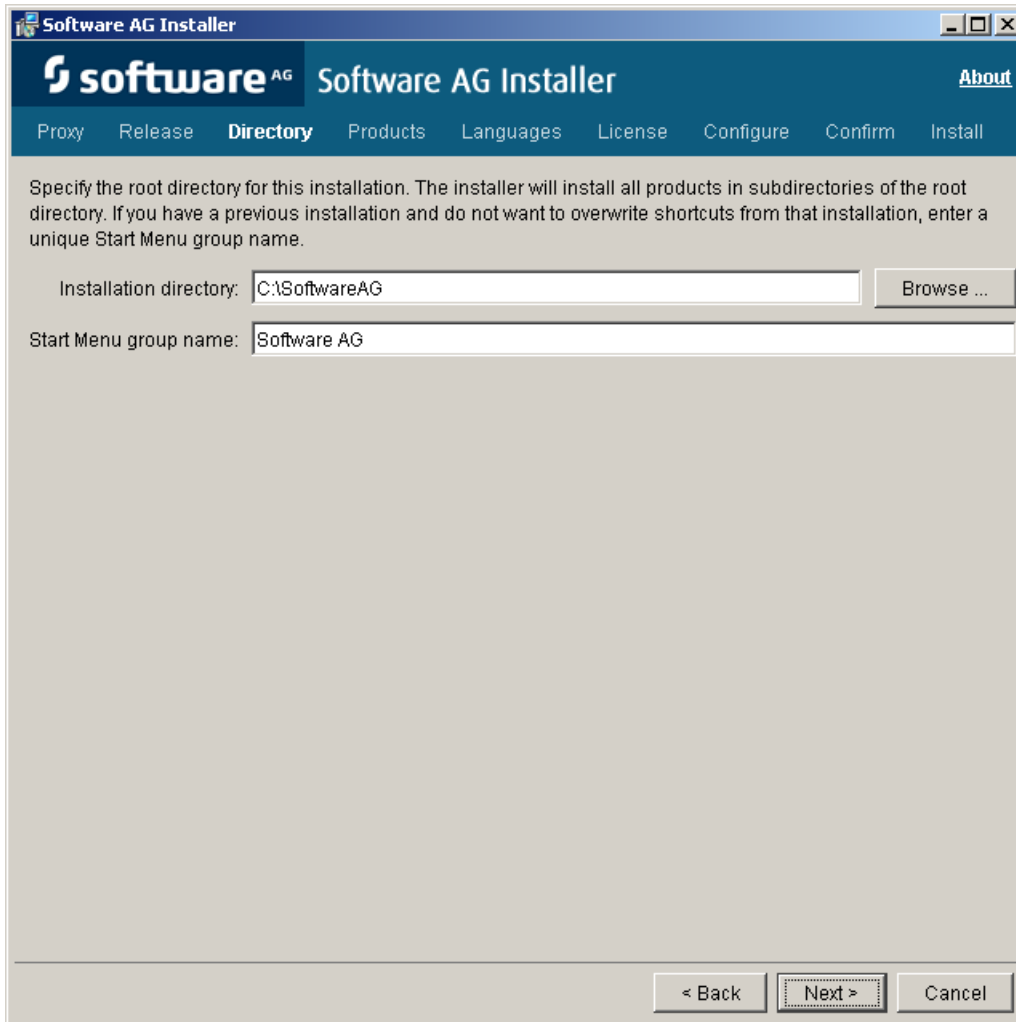 Software AG Installer
software AG Software AG Installer About
Proxy Release Directory Products Languages License Configure Confirm Install
Specify the root directory for this installation. The installer will install all products in subdirectories of the root
directory. If you have a previous installation and do not want to overwrite shortcuts from that installation, enter a
unique Start Menu group name.
Installation directory: C:\SoftwareAG Browse ...
Start Menu group name: Software AG
< Back Next > Cancel